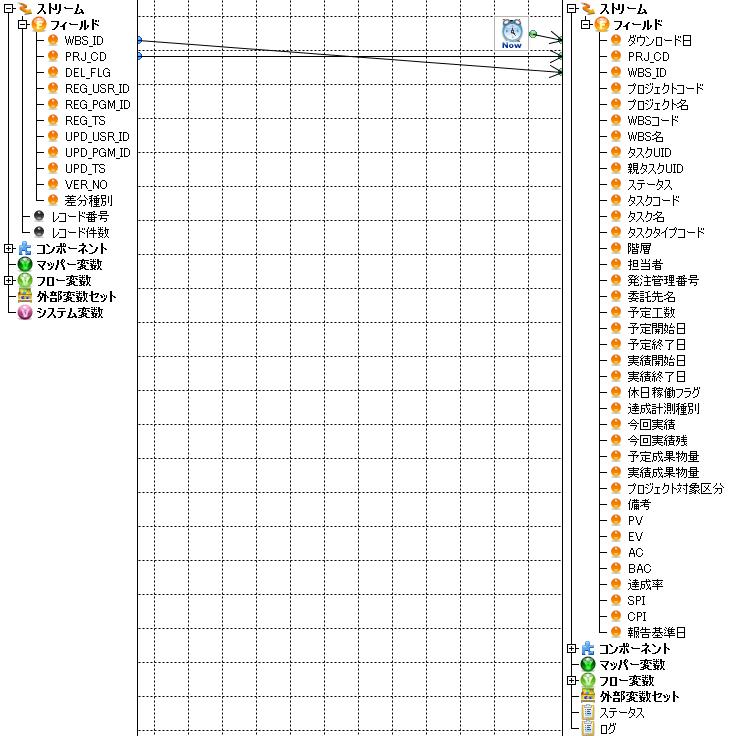 ストリーム
フィールド
WBS_ID
PRJ_CD
DEL_FLG
REG_USR_ID
REG_PGM_ID
REG_TS
UPD_USR_ID
UPD_PGM_ID
UPD_TS
VER_NO
差分種別
レコード番号
レコード件数
コンポーネント
マッパー変数
フロー変数
外部変数セット
システム変数
Now
ストリーム
フィールド
ダウンロード日
PRJ_CD
WBS_ID
プロジェクトコード
プロジェクト名
WBSコード
WBS名
タスクUID
親タスクUID
ステータス
タスクコード
タスク名
タスクタイプコード
階層
担当者
発注管理番号
委託先名
予定工数
予定開始日
予定終了日
実績開始日
実績終了日
休日稼働フラグ
達成計測種別
今回実績
今回実績残
予定成果物量
実績成果物量
プロジェクト対象区分
備考
PV
EV
AC
BAC
達成率
SPI
CPI
報告基準日
コンポーネント
マッパー変数
フロー変数
外部変数セット
ステータス
ログ